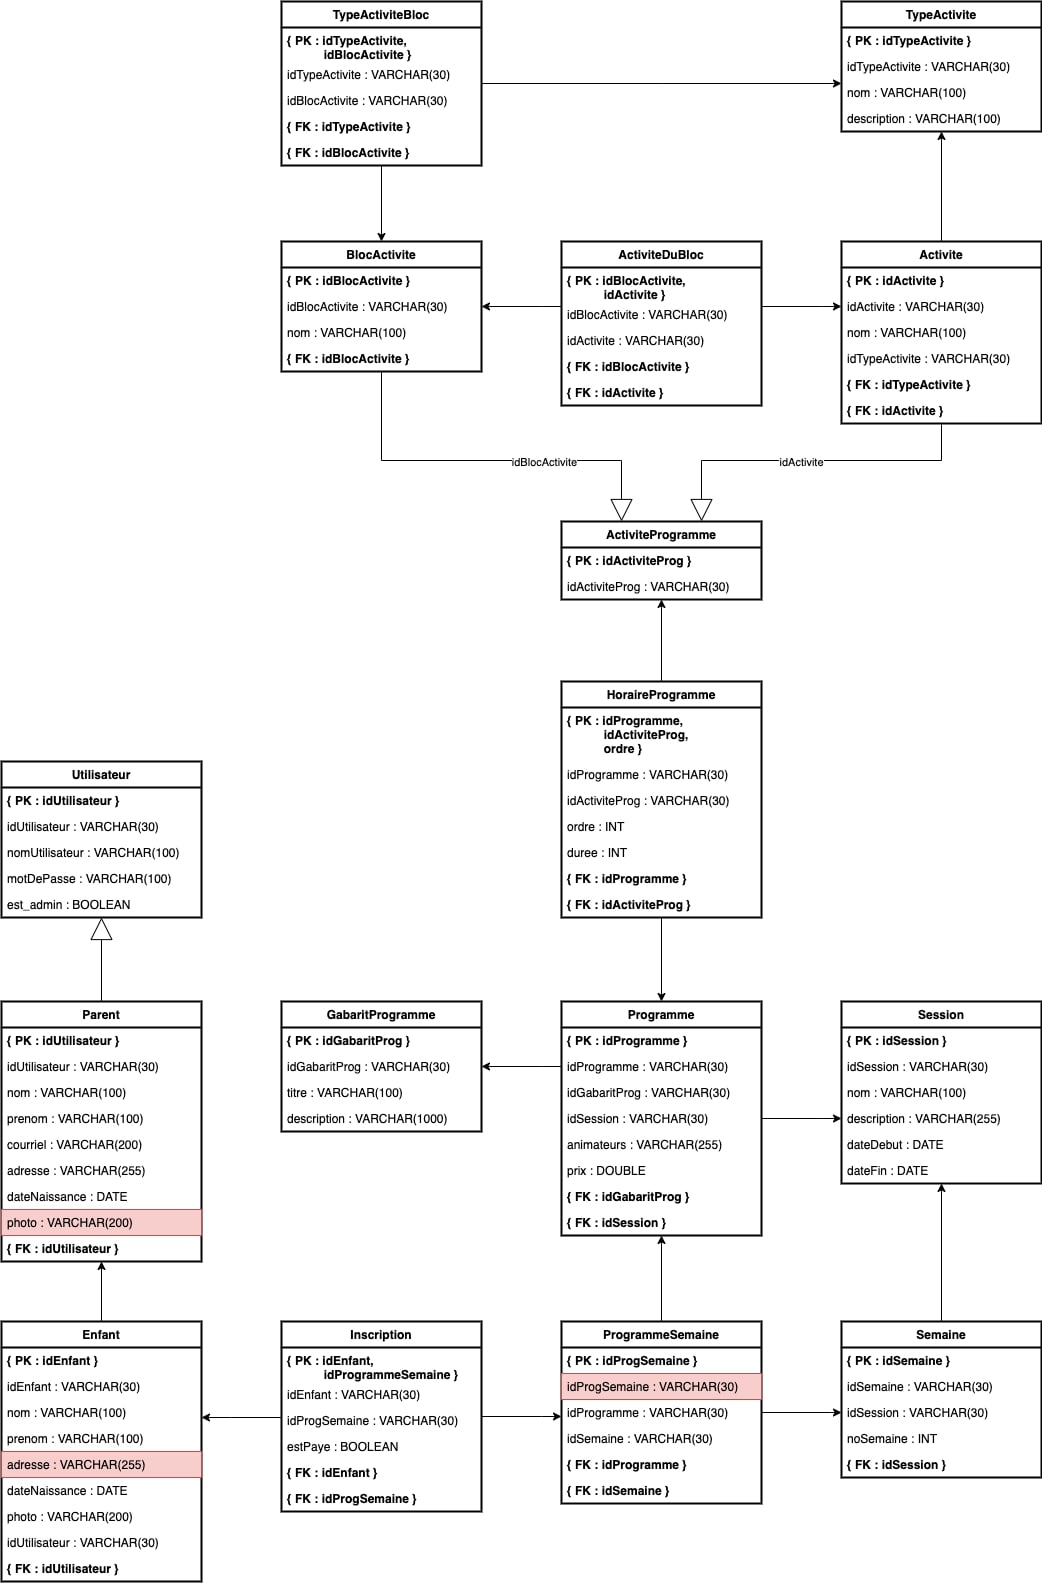 TypeActiviteBloc
{ PK : idTypeActivite,
idBlocActivite }
idTypeActivite : VARCHAR(30)
idBlocActivite : VARCHAR(30)
{ FK : idTypeActivite }
{ FK : idBlocActivite }
TypeActivite
{ PK : idTypeActivite }
idTypeActivite : VARCHAR(30)
nom : VARCHAR(100)
description : VARCHAR(100)
BlocActivite
{ PK : idBlocActivite }
idBlocActivite : VARCHAR(30)
nom : VARCHAR(100)
{ FK : idBlocActivite }
ActiviteDuBloc
{ PK : idBlocActivite,
idActivite }
idBlocActivite : VARCHAR(30)
idActivite : VARCHAR(30)
{ FK : idBlocActivite }
{ FK : idActivite }
Activite
{ PK : idActivite }
idActivite : VARCHAR(30)
nom : VARCHAR(100)
idTypeActivite : VARCHAR(30)
{ FK : idTypeActivite }
{ FK : idActivite }
idBlocActivite
idActivite
ActiviteProgramme
{ PK : idActiviteProg }
idActiviteProg : VARCHAR(30)
HoraireProgramme
{ PK : idProgramme,
idActiviteProg,
ordre }
idProgramme : VARCHAR(30)
idActiviteProg : VARCHAR(30)
ordre : INT
duree : INT
{ FK : idProgramme }
{ FK : idActiviteProg }
Utilisateur
{ PK : idUtilisateur }
idUtilisateur : VARCHAR(30)
nomUtilisateur : VARCHAR(100)
motDePasse : VARCHAR(100)
est_admin : BOOLEAN
Parent
{ PK : idUtilisateur }
idUtilisateur : VARCHAR(30)
nom : VARCHAR(100)
prenom : VARCHAR(100)
courriel : VARCHAR(200)
adresse : VARCHAR(255)
dateNaissance : DATE
photo : VARCHAR(200)
{ FK : idUtilisateur }
GabaritProgramme
{ PK : idGabaritProg }
idGabaritProg : VARCHAR(30)
titre : VARCHAR(100)
description : VARCHAR(1000)
Programme
{ PK : idProgramme }
idProgramme : VARCHAR(30)
idGabaritProg : VARCHAR(30)
idSession : VARCHAR(30)
animateurs : VARCHAR(255)
prix : DOUBLE
{ FK : idGabaritProg }
{ FK : idSession }
Session
{ PK : idSession }
idSession : VARCHAR(30)
nom : VARCHAR(100)
description : VARCHAR(255)
dateDebut : DATE
dateFin : DATE
Enfant
{ PK : idEnfant }
idEnfant : VARCHAR(30)
nom : VARCHAR(100)
prenom : VARCHAR(100)
adresse : VARCHAR(255)
dateNaissance : DATE
photo : VARCHAR(200)
idUtilisateur : VARCHAR(30)
{ FK : idUtilisateur }
Inscription
{ PK : idEnfant,
idProgrammeSemaine }
idEnfant : VARCHAR(30)
idProgSemaine : VARCHAR(30)
estPaye : BOOLEAN
{ FK : idEnfant }
{ FK : idProgSemaine }
ProgrammeSemaine
{ PK : idProgSemaine }
idProgSemaine : VARCHAR(30)
idProgramme : VARCHAR(30)
idSemaine : VARCHAR(30)
{ FK : idProgramme }
{ FK : idSemaine }
Semaine
{ PK : idSemaine }
idSemaine : VARCHAR(30)
idSession : VARCHAR(30)
noSemaine : INT
{ FK : idSession }